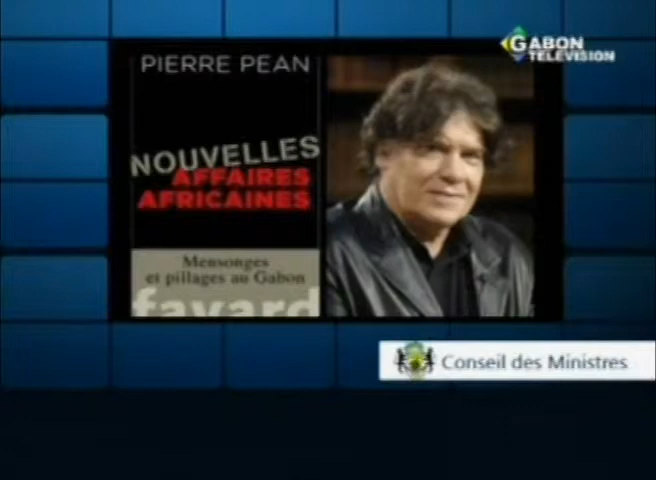 GABON
TELEVISION
PIERRE PEAN
NOUVELLES
AFFAIRES
AFRICAINES
Mensonges
et pillages au Gabon
fayard
Conseil des Ministres